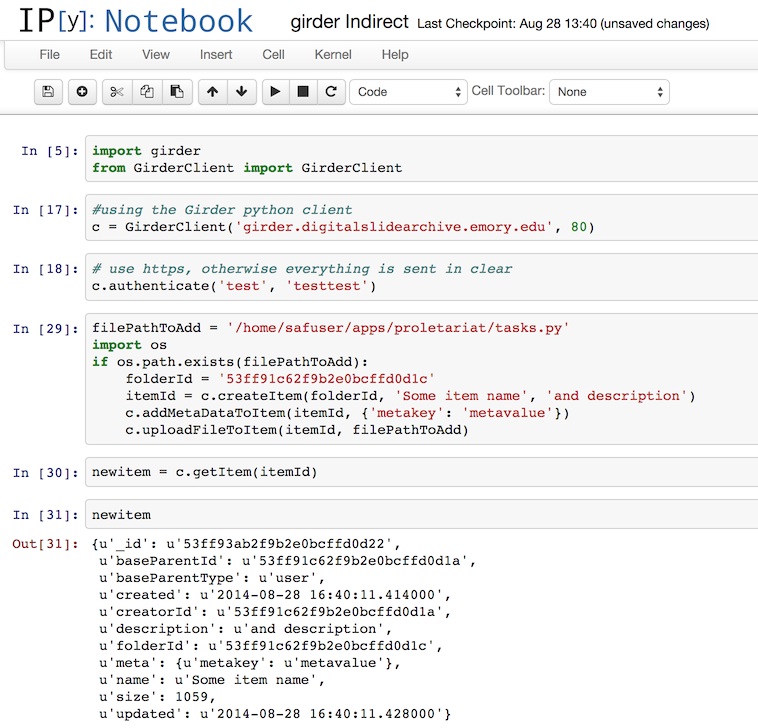 IP[y]: Notebook girder Indirect Last Checkpoint: Aug 28 13:40 (unsaved changes)
File Edit View Insert Cell Kernel Help
Code Cell Toolbar: None
In [5]: import girder
from GirderClient import GirderClient
In [17]: #using the Girder python client
c = GirderClient('girder.digitalslidearchive.emory.edu', 80)
In [18]: # use https, otherwise everything is sent in clear
c.authenticate('test', 'testtest')
In [29]: filePathToAdd = '/home/safuser/apps/proletariat/tasks.py'
import os
if os.path.exists(filePathToAdd):
    folderId = '53ff91c62f9b2e0bcffd0d1c'
    itemId = c.createItem(folderId, 'Some item name', 'and description')
    c.addMetaDataToItem(itemId, {'metakey': 'metavalue'})
    c.uploadFileToItem(itemId, filePathToAdd)
In [30]: newitem = c.getItem(itemId)
In [31]: newitem
Out[31]: {u'_id': u'53ff93ab2f9b2e0bcffd0d22',
u'baseParentId': u'53ff91c62f9b2e0bcffd0d1a',
u'baseParentType': u'user',
u'created': u'2014-08-28 16:40:11.414000',
u'creatorId': u'53ff91c62f9b2e0bcffd0d1a',
u'description': u'and description',
u'folderId': u'53ff91c62f9b2e0bcffd0d1c',
u'meta': {u'metakey': u'metavalue'},
u'name': u'Some item name',
u'size': 1059,
u'updated': u'2014-08-28 16:40:11.428000'}